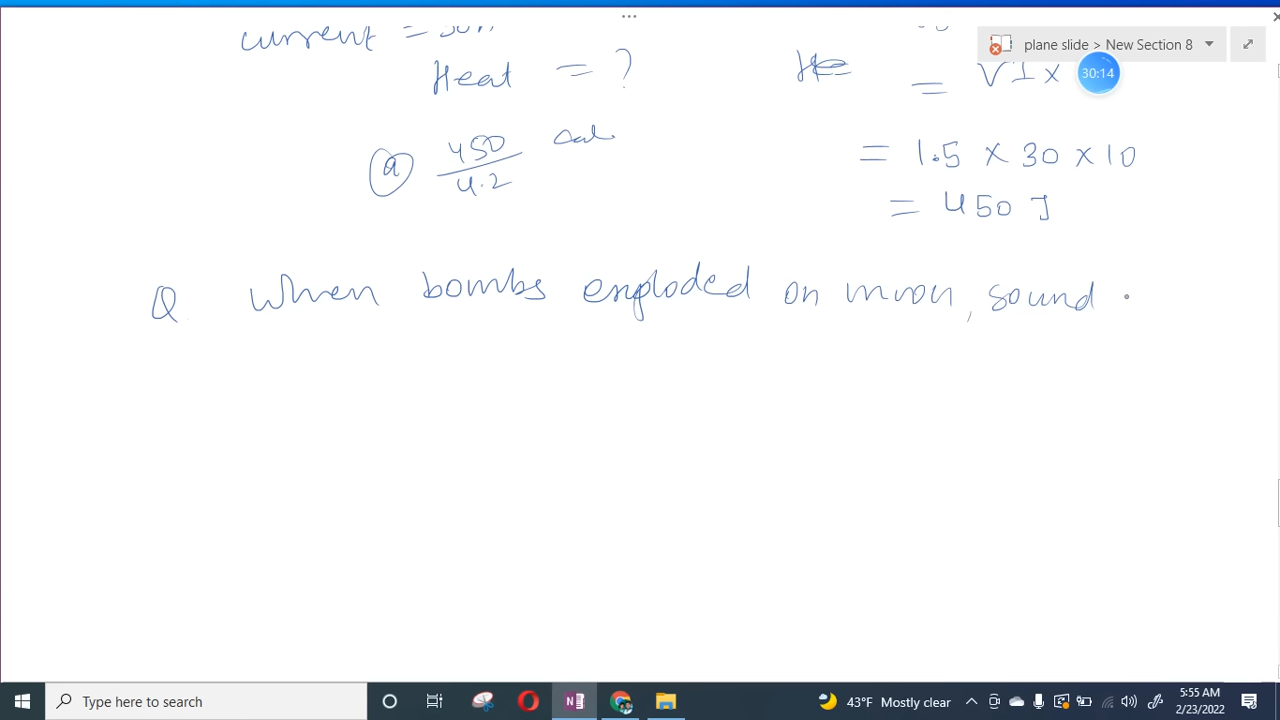 ...
current =
plane slide > New Section 8
Heat = ?
= VI x
30:14
(a) 450/4.2 cal
= 1.5 x 30 x 10
= 450 J
Q When bombs exploded on moon, sound
Type here to search
43°F Mostly clear
5:55 AM
2/23/2022